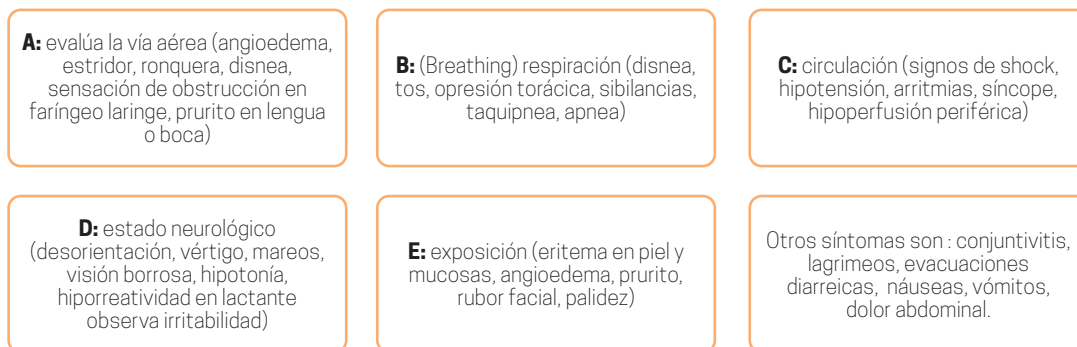 A: evalúa la vía aérea (angioedema,
estridor, ronquera, disnea,
sensación de obstrucción en
faríngeo laringe, prurito en lengua
o boca)
B: (Breathing) respiración (disnea,
tos, opresión torácica, sibilancias,
taquipnea, apnea)
C: circulación (signos de shock,
hipotensión, arritmias, síncope,
hipoperfusión periférica)
D: estado neurológico
(desorientación, vértigo, mareos,
visión borrosa, hipotonía,
hiporreatividad en lactante
observa irritabilidad)
E: exposición (eritema en piel y
mucosas, angioedema, prurito,
rubor facial, palidez)
Otros síntomas son : conjuntivitis,
lagrimeos, evacuaciones
diarreicas, náuseas, vómitos,
dolor abdominal.